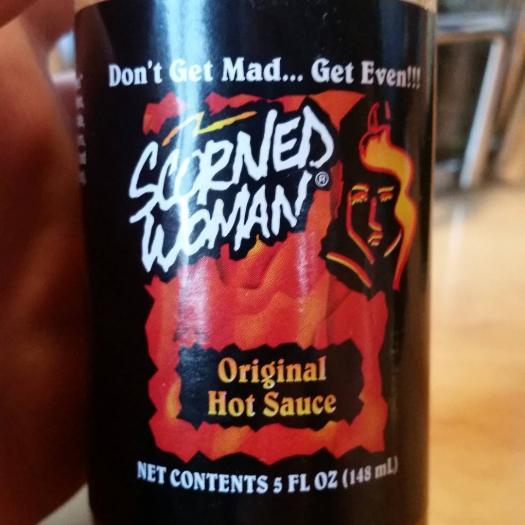 Don't Get Mad... Get Even!!!
SCORNED
WOMAN®
Original
Hot Sauce
NET CONTENTS 5 FL OZ (148 mL)